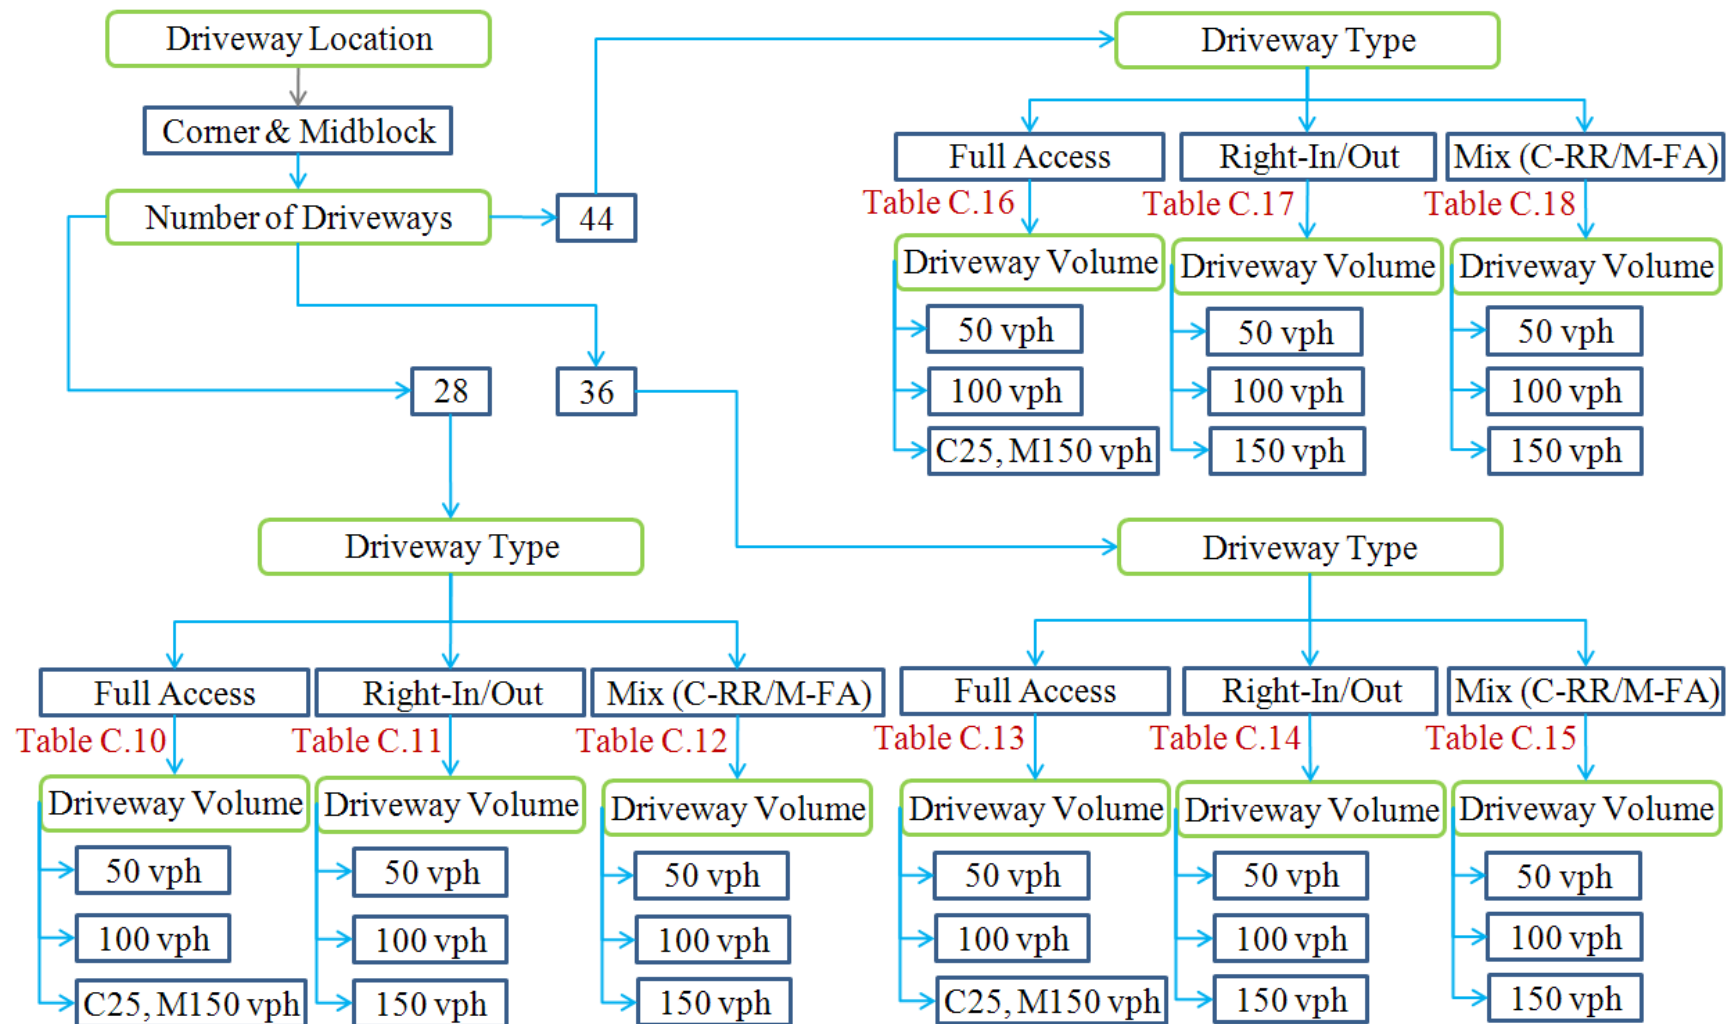 Driveway Location
Corner & Midblock
Number of Driveways
44
28
36
Driveway Type
Full Access
Right-In/Out
Mix (C-RR/M-FA)
Table C.16
Table C.17
Table C.18
Driveway Volume
Driveway Volume
Driveway Volume
50 vph
50 vph
50 vph
100 vph
100 vph
100 vph
C25, M150 vph
150 vph
150 vph
Driveway Type
Full Access
Right-In/Out
Mix (C-RR/M-FA)
Table C.10
Table C.11
Table C.12
Driveway Volume
Driveway Volume
Driveway Volume
50 vph
50 vph
50 vph
100 vph
100 vph
100 vph
C25, M150 vph
150 vph
150 vph
Driveway Type
Full Access
Right-In/Out
Mix (C-RR/M-FA)
Table C.13
Table C.14
Table C.15
Driveway Volume
Driveway Volume
Driveway Volume
50 vph
50 vph
50 vph
100 vph
100 vph
100 vph
C25, M150 vph
150 vph
150 vph